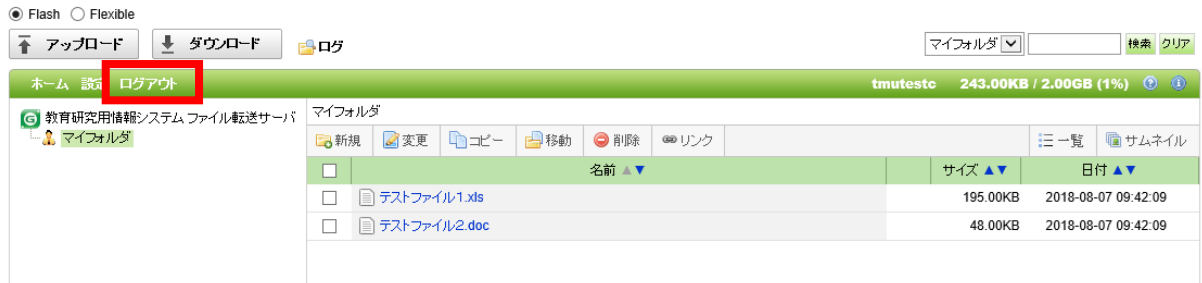 Flash Flexible
アップロード ダウンロード ログ マイフォルダ 検索 クリア
ホーム 設定 ログアウト tmutestc 243.00KB / 2.00GB (1%)
教育研究用情報システム ファイル転送サーバ マイフォルダ
マイフォルダ
新規 変更 コピー 移動 削除 リンク 一覧 サムネイル
名前 ▲▼ サイズ ▲▼ 日付 ▲▼
テストファイル1.xls 195.00KB 2018-08-07 09:42:09
テストファイル2.doc 48.00KB 2018-08-07 09:42:09